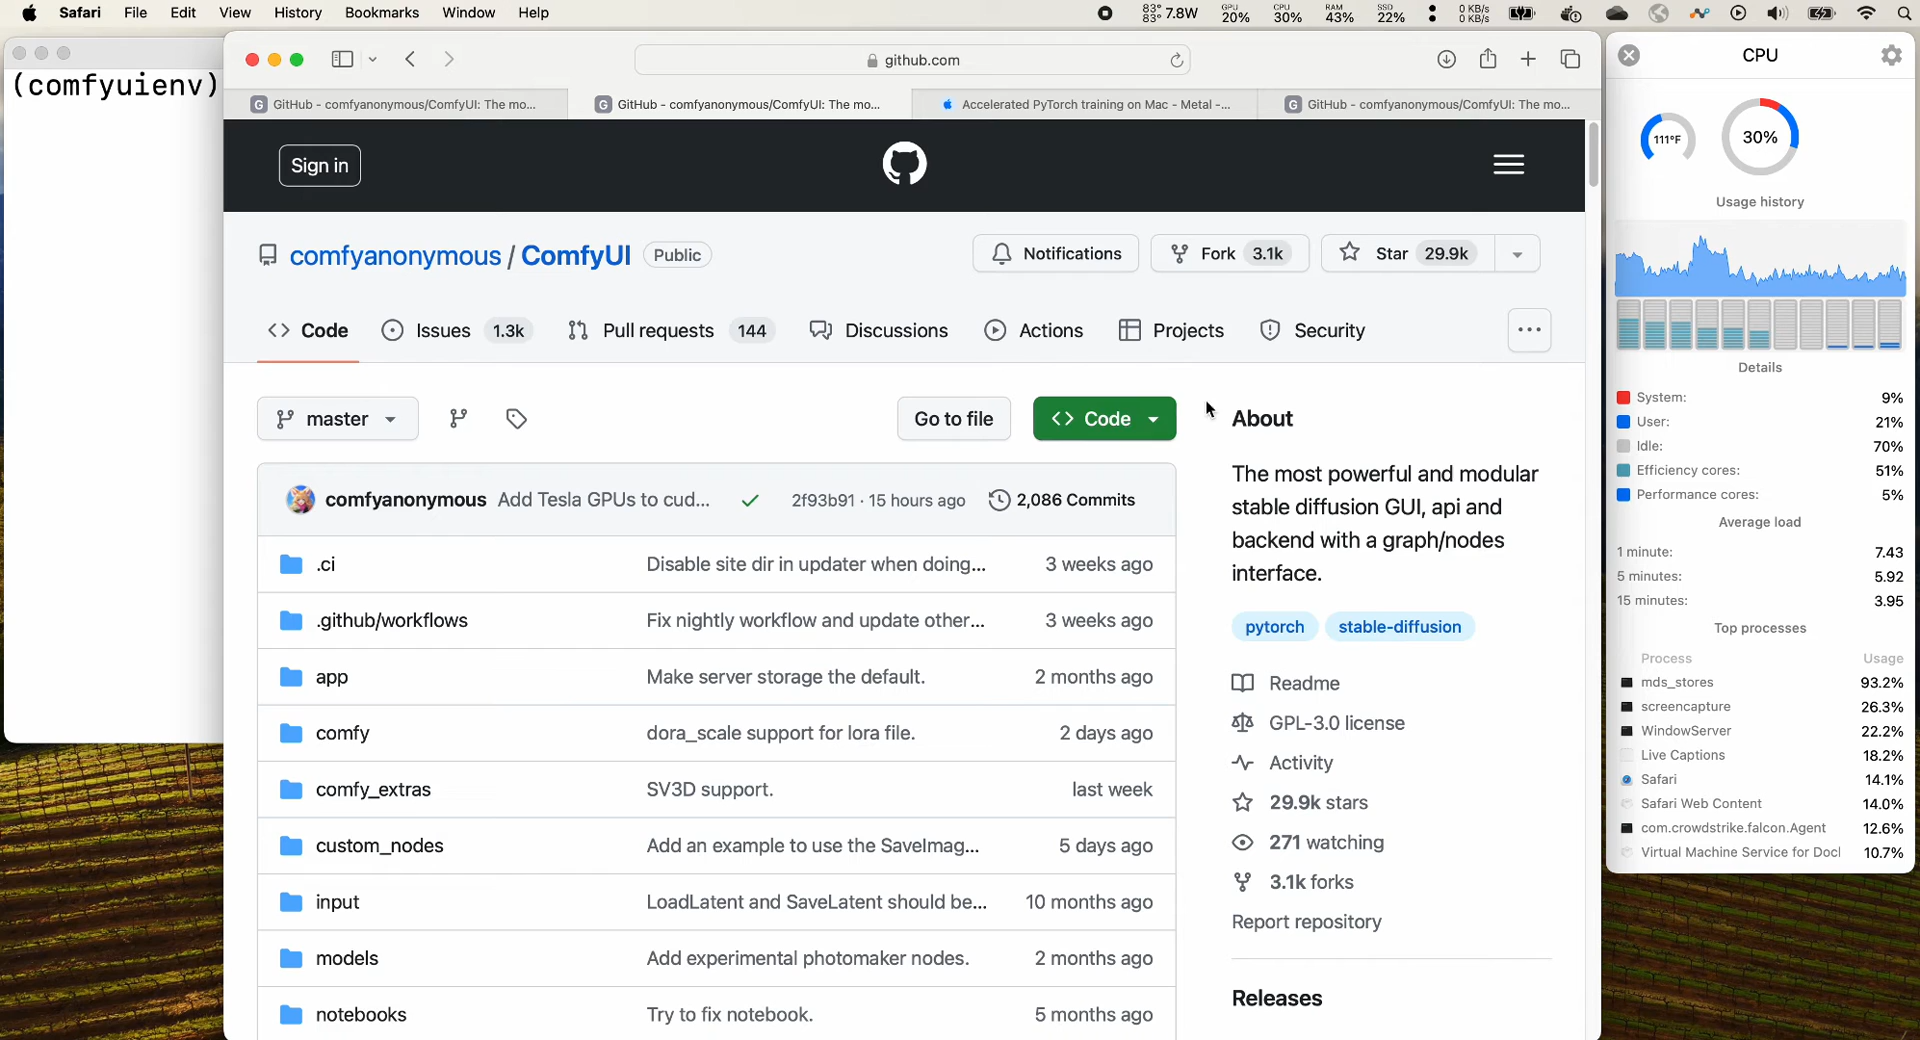 Safari File Edit View History Bookmarks Window Help
83° 7.8W
83°
GPU
20%
CPU
30%
RAM
43%
SSD
22%
0 KB/s
0 KB/s
(comfyuienv)
github.com
GitHub - comfyanonymous/ComfyUI: The mo...
GitHub - comfyanonymous/ComfyUI: The mo...
Accelerated PyTorch training on Mac - Metal -...
GitHub - comfyanonymous/ComfyUI: The mo...
Sign in
comfyanonymous / ComfyUI Public
Notifications
Fork 3.1k
Star 29.9k
Code
Issues 1.3k
Pull requests 144
Discussions
Actions
Projects
Security
master
Go to file
Code
comfyanonymous Add Tesla GPUs to cud... 2f93b91 · 15 hours ago 2,086 Commits
.ci Disable site dir in updater when doing... 3 weeks ago
.github/workflows Fix nightly workflow and update other... 3 weeks ago
app Make server storage the default. 2 months ago
comfy dora_scale support for lora file. 2 days ago
comfy_extras SV3D support. last week
custom_nodes Add an example to use the SaveImag... 5 days ago
input LoadLatent and SaveLatent should be... 10 months ago
models Add experimental photomaker nodes. 2 months ago
notebooks Try to fix notebook. 5 months ago
About
The most powerful and modular
stable diffusion GUI, api and
backend with a graph/nodes
interface.
pytorch stable-diffusion
Readme
GPL-3.0 license
Activity
29.9k stars
271 watching
3.1k forks
Report repository
Releases
CPU
111°F
30%
Usage history
Details
System: 9%
User: 21%
Idle: 70%
Efficiency cores: 51%
Performance cores: 5%
Average load
1 minute: 7.43
5 minutes: 5.92
15 minutes: 3.95
Top processes
Process Usage
mds_stores 93.2%
screencapture 26.3%
WindowServer 22.2%
Live Captions 18.2%
Safari 14.1%
Safari Web Content 14.0%
com.crowdstrike.falcon.Agent 12.6%
Virtual Machine Service for Docl 10.7%